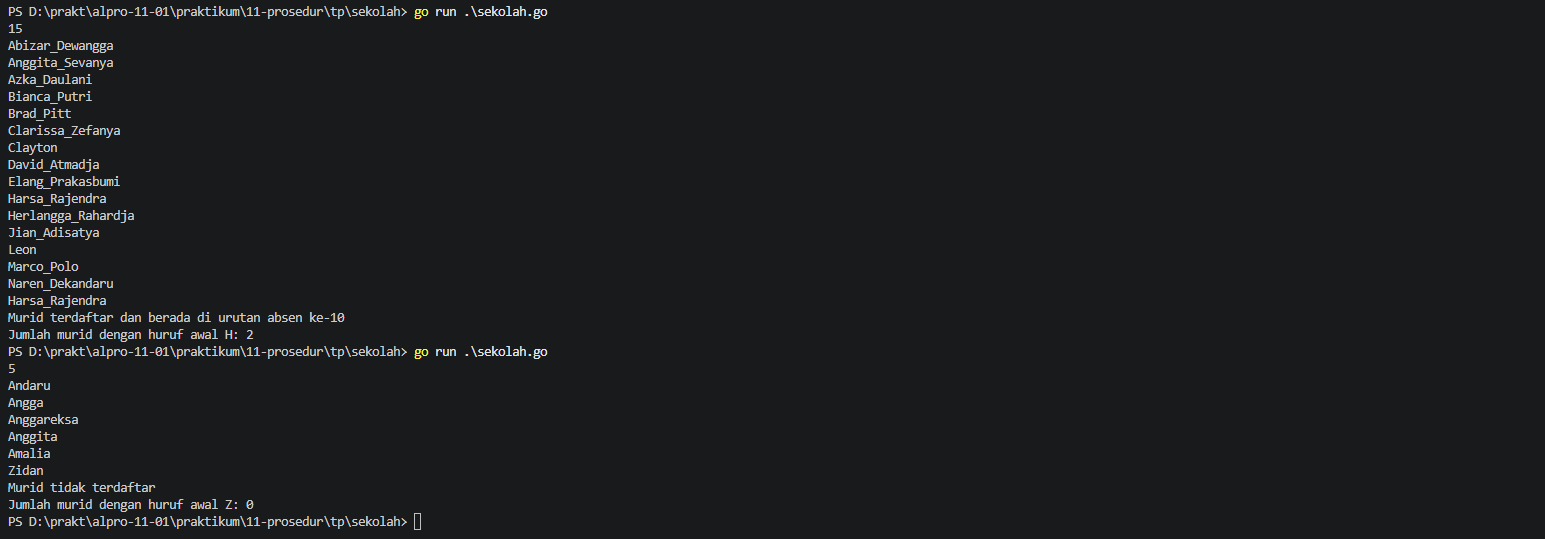 PS D:\prakt\alpro-11-01\praktikum\11-prosedur\tp\sekolah> go run .\sekolah.go
15
Abizar_Dewangga
Anggita_Sevanya
Azka_Daulani
Bianca_Putri
Brad_Pitt
Clarissa_Zefanya
Clayton
David_Atmadja
Elang_Prakasbumi
Harsa_Rajendra
Herlangga_Rahardja
Jian_Adisatya
Leon
Marco_Polo
Naren_Dekandaru
Harsa_Rajendra
Murid terdaftar dan berada di urutan absen ke-10
Jumlah murid dengan huruf awal H: 2
PS D:\prakt\alpro-11-01\praktikum\11-prosedur\tp\sekolah> go run .\sekolah.go
5
Andaru
Angga
Anggareksa
Anggita
Amalia
Zidan
Murid tidak terdaftar
Jumlah murid dengan huruf awal Z: 0
PS D:\prakt\alpro-11-01\praktikum\11-prosedur\tp\sekolah>